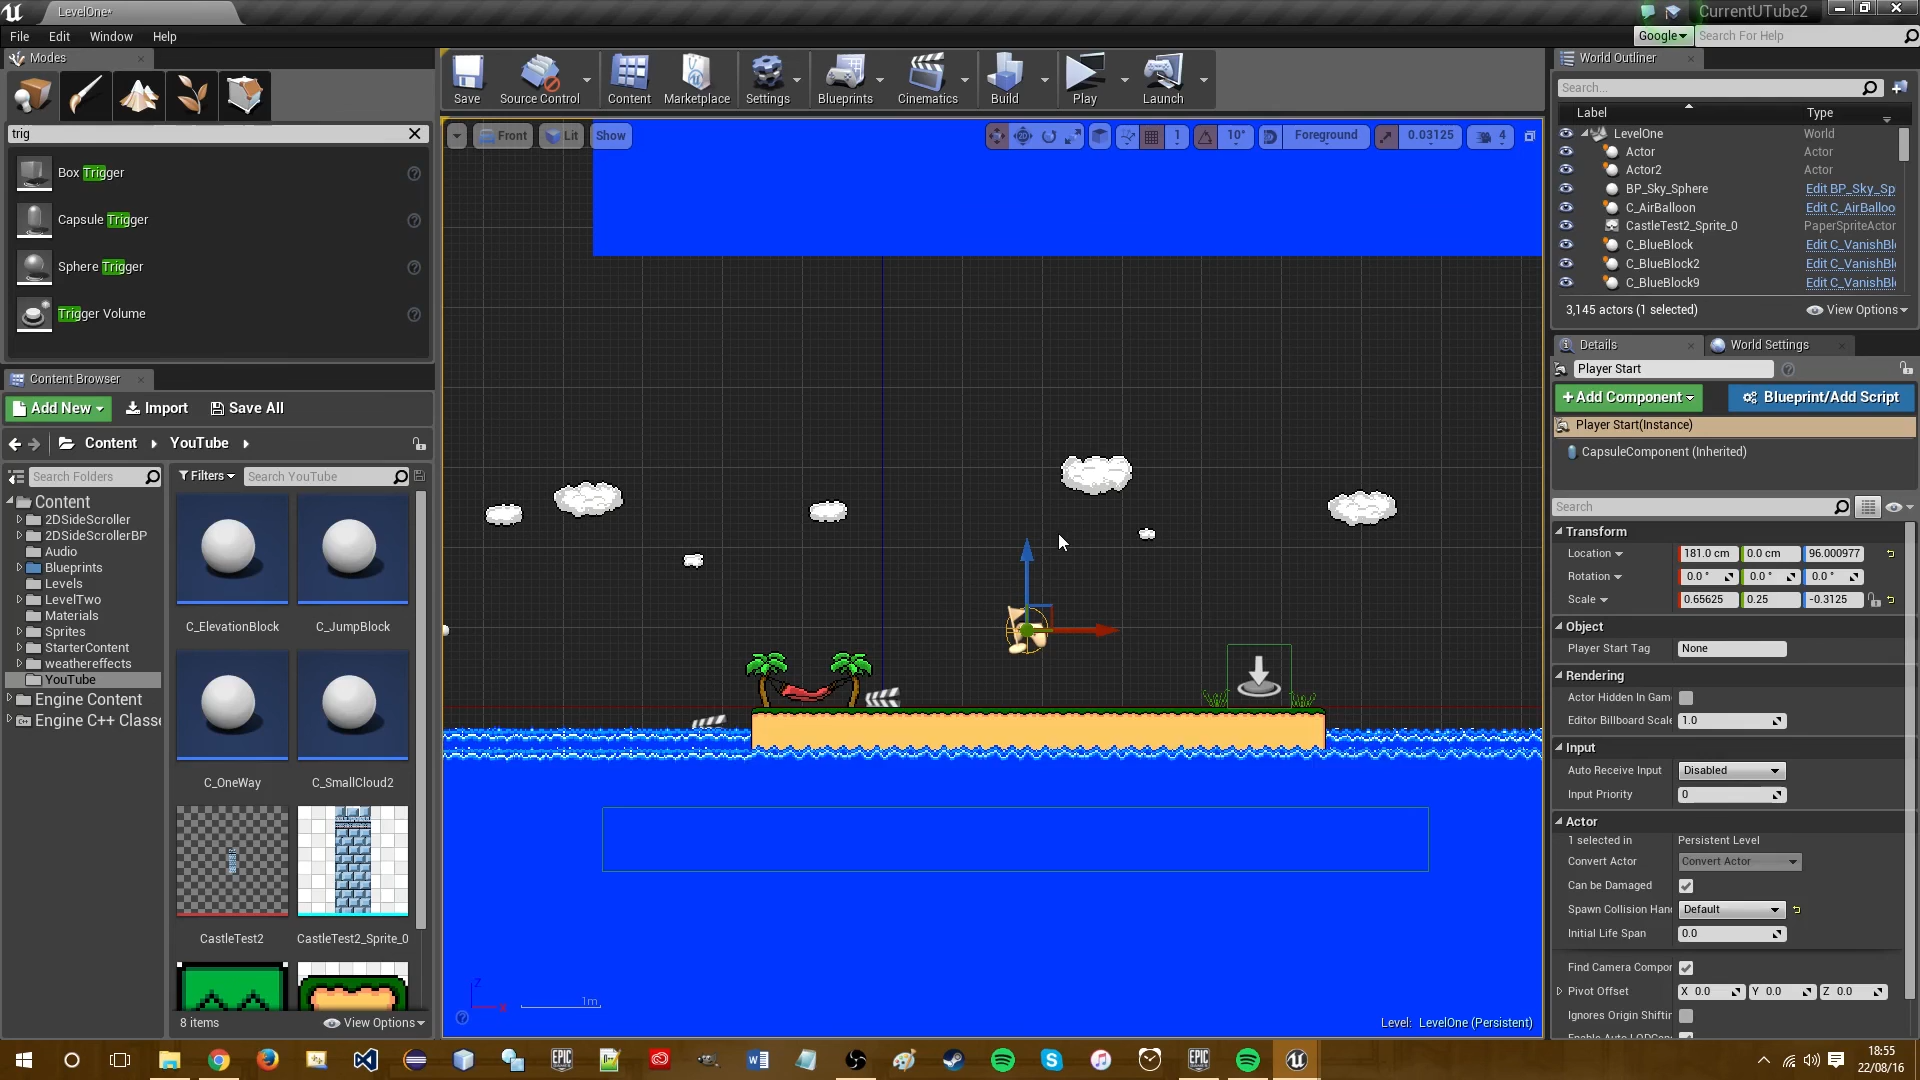 LevelOne*
CurrentUTube2
File Edit Window Help
Google
Search For Help
Modes
trig
Box Trigger
Capsule Trigger
Sphere Trigger
Trigger Volume
Save
Source Control
Content
Marketplace
Settings
Blueprints
Cinematics
Build
Play
Launch
Front
Lit
Show
1
10°
Foreground
0.03125
4
Content Browser
Add New
Import
Save All
Content
YouTube
Search Folders
Filters
Search YouTube
Content
2DSideScroller
2DSideScrollerBP
Audio
Blueprints
Levels
LevelTwo
Materials
Sprites
StarterContent
weathereffects
YouTube
Engine Content
Engine C++ Classe
C_ElevationBlock
C_JumpBlock
C_OneWay
C_SmallCloud2
CastleTest2
CastleTest2_Sprite_0
8 items
View Options
Z
X
1m
Level: LevelOne (Persistent)
World Outliner
Search...
Label Type
LevelOne World
Actor Actor
Actor2 Actor
BP_Sky_Sphere Edit BP_Sky_Sp
C_AirBalloon Edit C_AirBalloo
CastleTest2_Sprite_0 PaperSpriteActor
C_BlueBlock Edit C_VanishBl
C_BlueBlock2 Edit C_VanishBl
C_BlueBlock9 Edit C_VanishBl
3,145 actors (1 selected)
View Options
Details
World Settings
Player Start
+Add Component
Blueprint/Add Script
Player Start(Instance)
CapsuleComponent (Inherited)
Search
Transform
Location 181.0 cm 0.0 cm 96.000977
Rotation 0.0 ° 0.0 ° 0.0 °
Scale 0.65625 0.25 -0.3125
Object
Player Start Tag None
Rendering
Actor Hidden In Gam
Editor Billboard Scale 1.0
Input
Auto Receive Input Disabled
Input Priority 0
Actor
1 selected in Persistent Level
Convert Actor Convert Actor
Can be Damaged
Spawn Collision Hand Default
Initial Life Span 0.0
Find Camera Compor
Pivot Offset X 0.0 Y 0.0 Z 0.0
Ignores Origin Shiftin
18:55
22/08/16